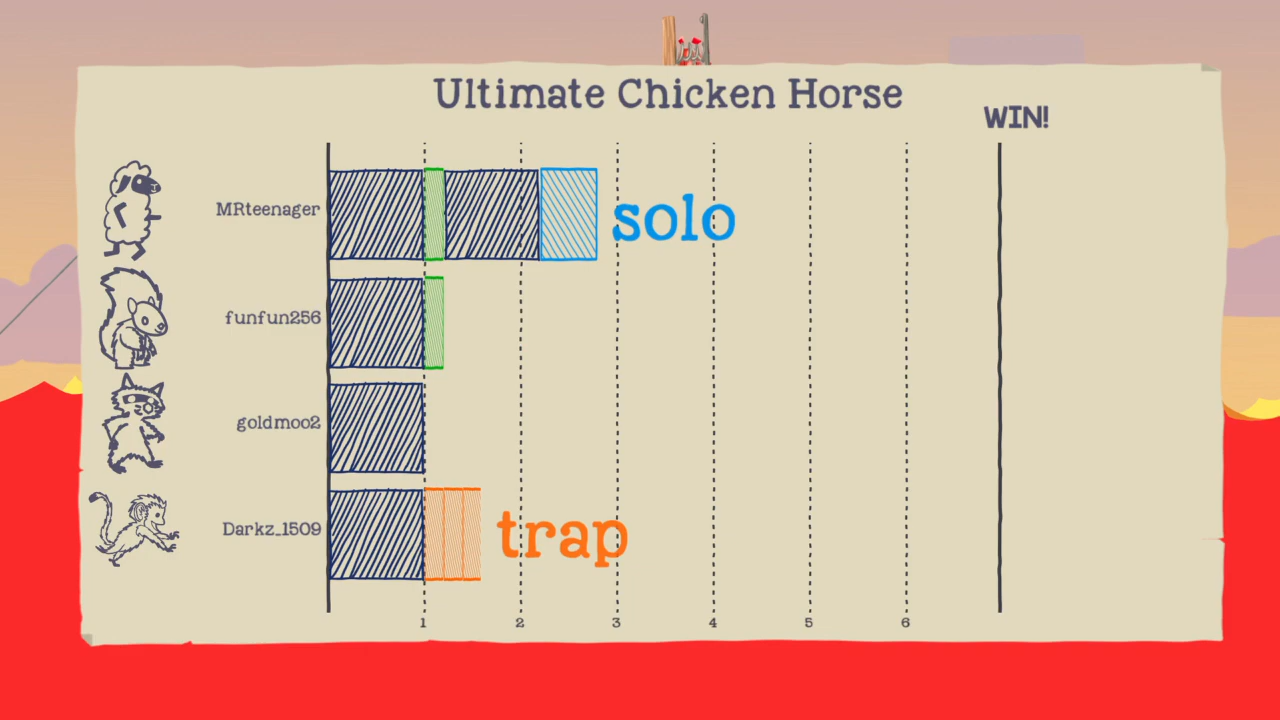 Ultimate Chicken Horse
WIN!
MRteenager
solo
funfun256
goldmoo2
Darkz_1509
trap
1 2 3 4 5 6